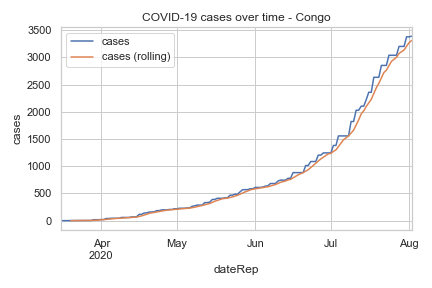 COVID-19 cases over time - Congo
cases
cases (rolling)
3500
3000
2500
2000
1500
1000
500
0
cases
Apr
2020
May
Jun
Jul
Aug
dateRep